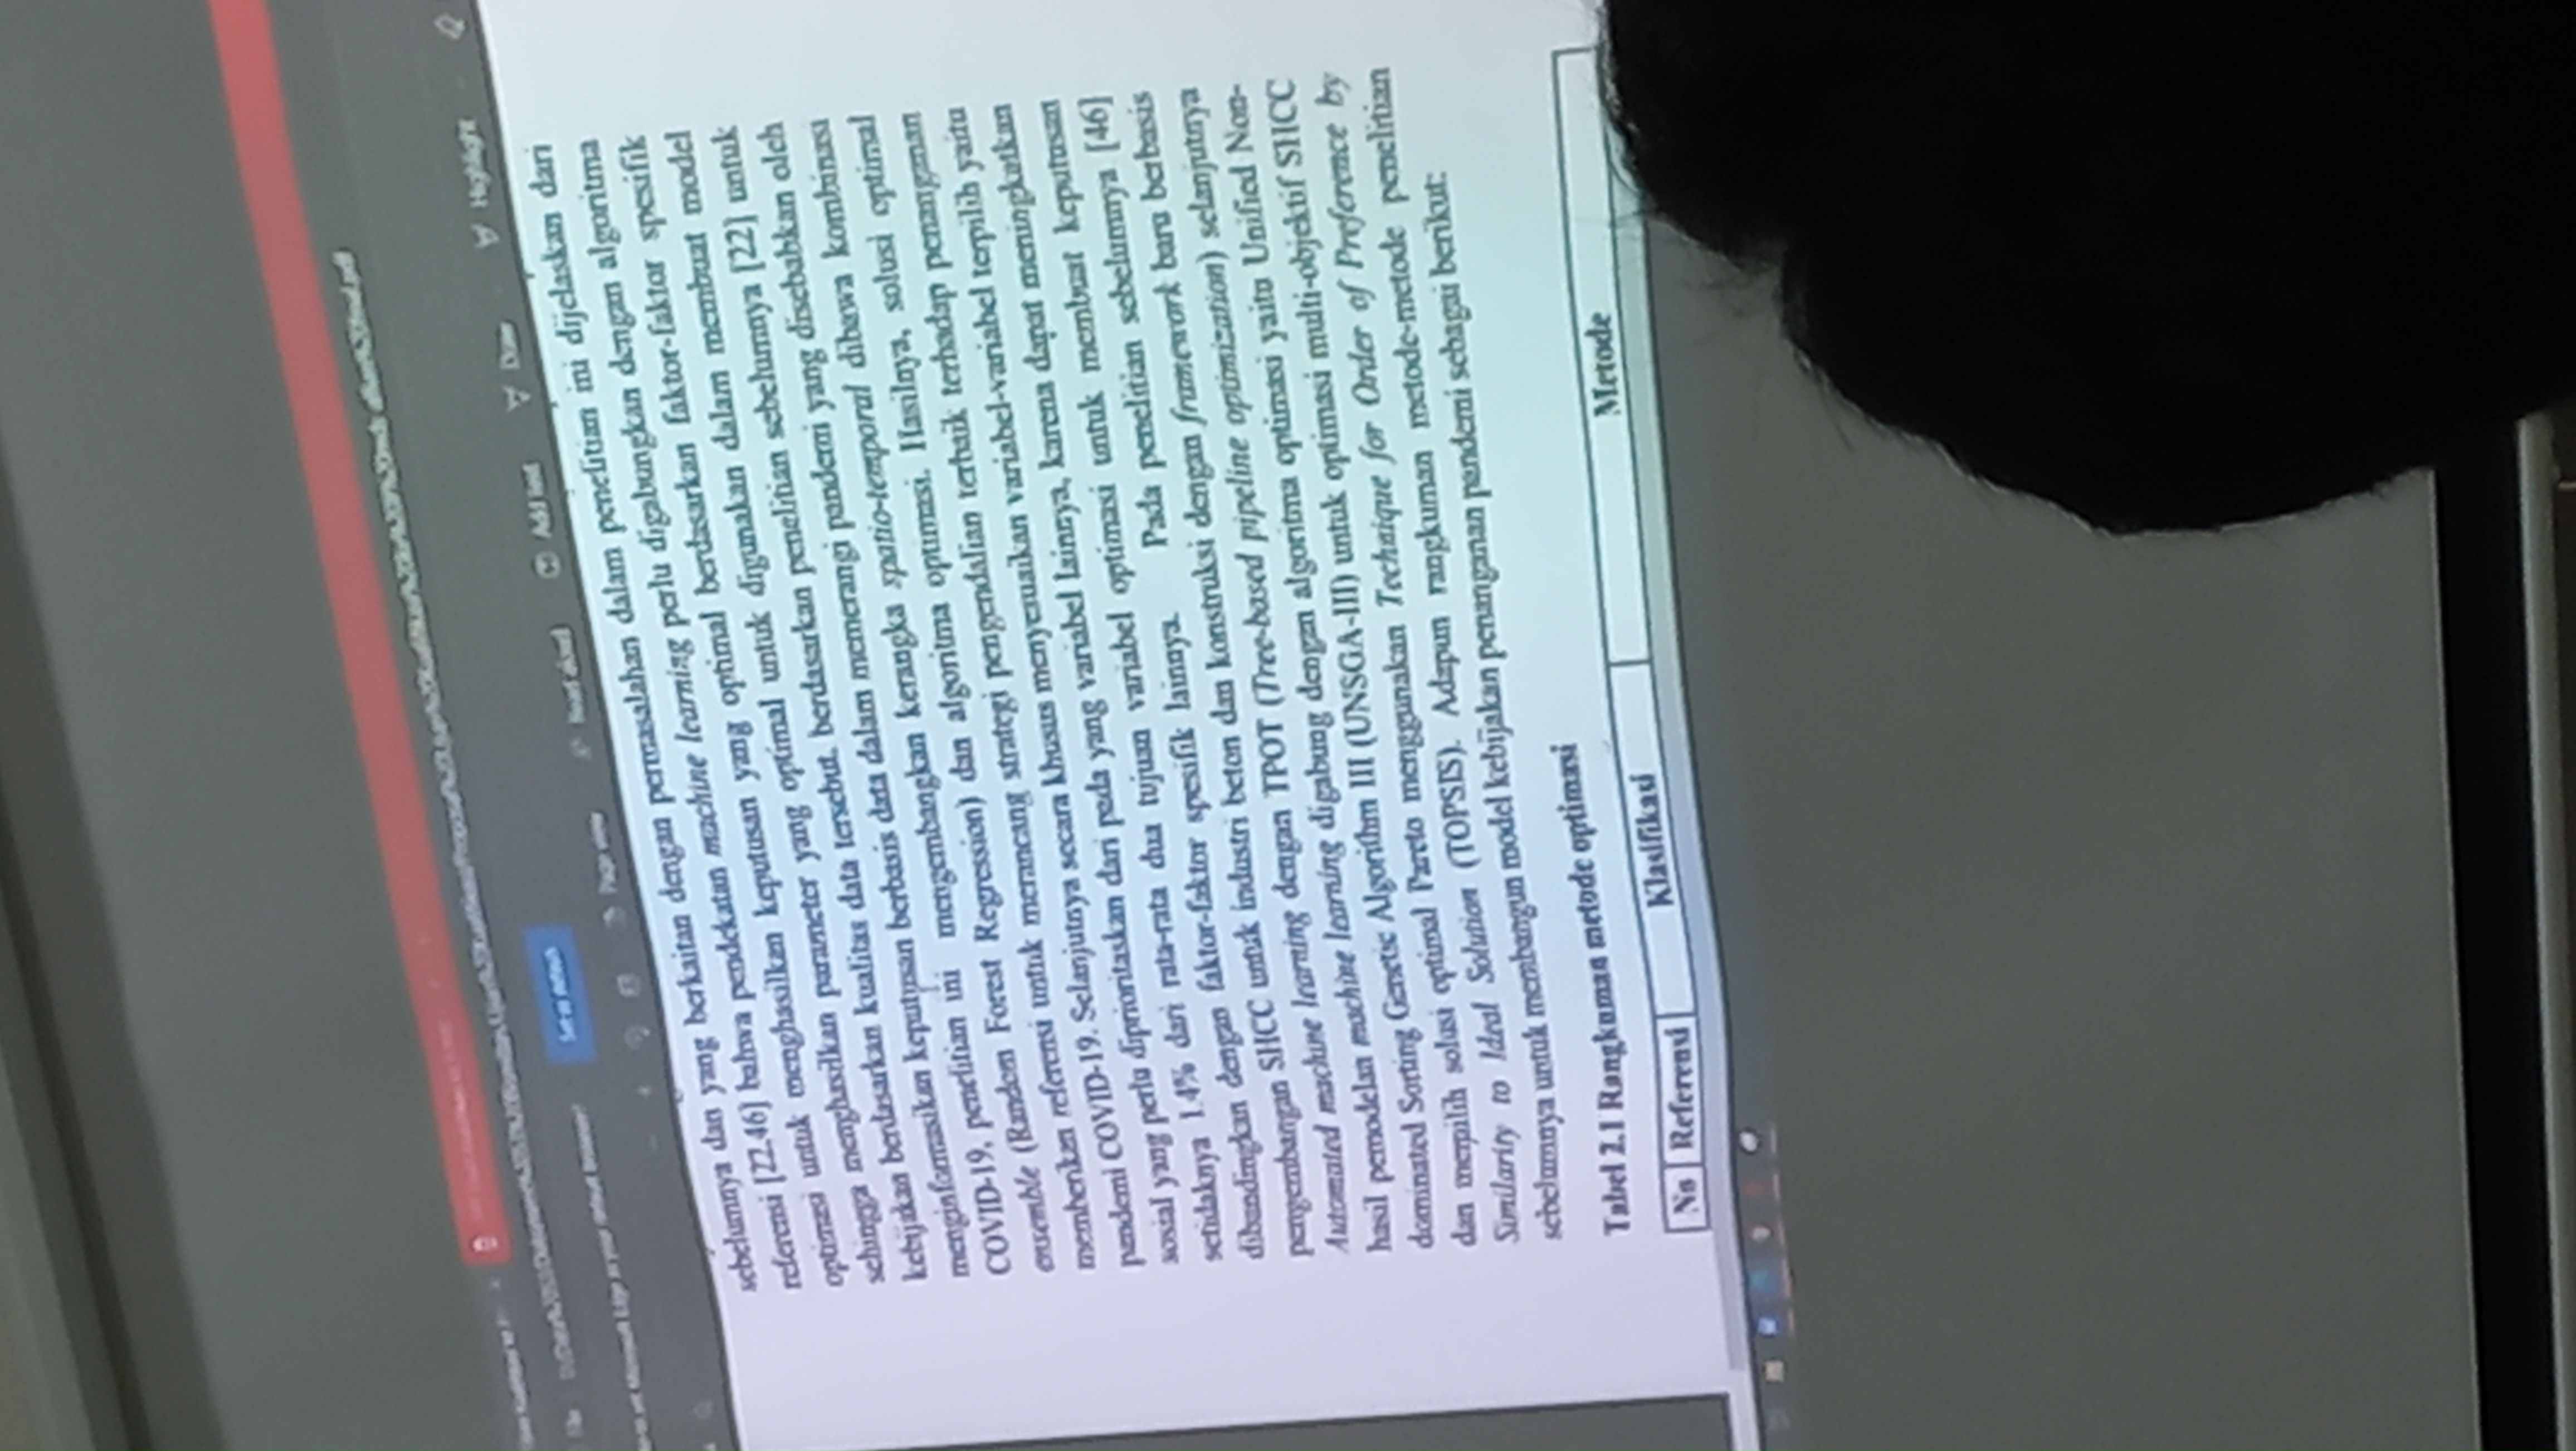 Set as default
Page view
Read aloud
Add text
Draw
Highlight
sebelumnya dan yang berkaitan dengan permasalahan dalam penelitian ini dijelaskan dari
referensi [22,46] bahwa pendekatan machine learning perlu digabungkan dengan algoritma
optimasi untuk menghasilkan keputusan yang optimal berdasarkan faktor-faktor spesifik
sehingga menghasilkan parameter yang optimal untuk digunakan dalam membuat model
kebijakan berdasarkan kualitas data tersebut, berdasarkan penelitian sebelumnya [22] untuk
menginformasikan keputusan berbasis data dalam memerangi pandemi yang disebabkan oleh
COVID-19, penelitian ini mengembangkan kerangka spatio-temporal dibawa kombinasi
ensemble (Random Forest Regression) dan algoritma optimasi. Hasilnya, solusi optimal
memberikan referensi untuk merancang strategi pengendalian terbaik terhadap penanganan
pandemi COVID-19. Selanjutnya secara khusus menyesuaikan variabel-variabel terpilih yaitu
sosial yang perlu diprioritaskan dari pada yang variabel lainnya, karena dapat meningkatkan
setidaknya 1.4% dari rata-rata dua tujuan variabel optimasi untuk membuat keputusan
dibandingkan dengan faktor-faktor spesifik lainnya. Pada penelitian sebelumnya [46]
pengembangan SHCC untuk industri beton dan konstruksi dengan framework baru berbasis
Automated machine learning dengan TPOT (Tree-based pipeline optimization) selanjutnya
hasil pemodelan machine learning digabung dengan algoritma optimasi yaitu Unified Non-
dominated Sorting Genetic Algorithm III (UNSGA-III) untuk optimasi multi-objektif SHCC
dan memilih solusi optimal Pareto menggunakan Technique for Order of Preference by
Similarity to Ideal Solution (TOPSIS). Adapun rangkuman metode-metode penelitian
sebelumnya untuk membangun model kebijakan penanganan pandemi sebagai berikut:
Tabel 2.1 Rangkuman metode optimasi
No Referensi Klasifikasi Metode